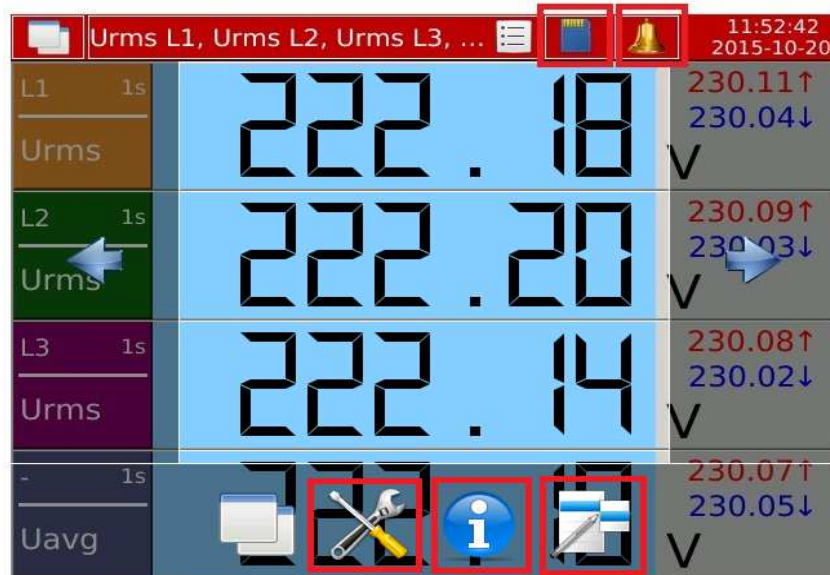 Urms L1, Urms L2, Urms L3, ...
11:52:42
2015-10-20
L1 1s
Urms
222.18
230.11↑
230.04↓
V
L2 1s
Urms
222.20
230.09↑
230.03↓
V
L3 1s
Urms
222.14
230.08↑
230.02↓
V
- 1s
Uavg
230.07↑
230.05↓
V